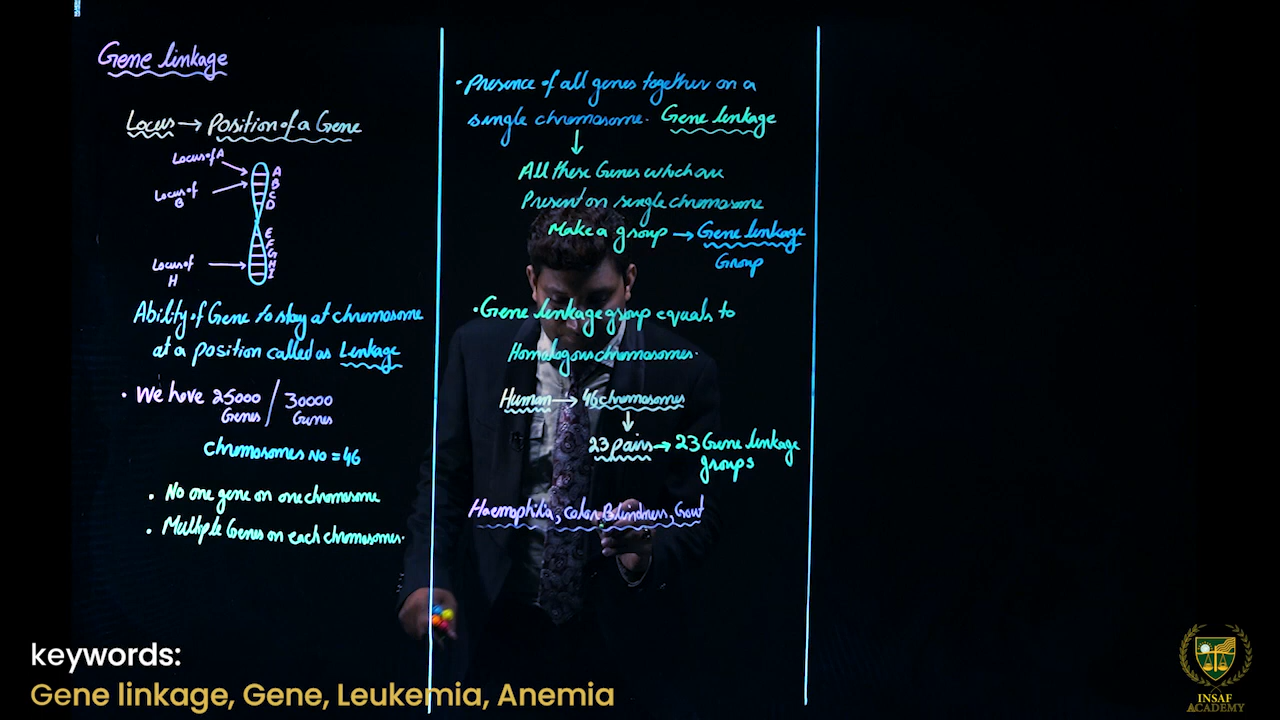 Gene linkage
Locus → Position of a Gene
Locus of A
Locus of B
Locus of H
A
B
C
D
E
F
G
H
I
Ability of Gene to stay at chromosome
at a position called as Linkage
• We have 25000 Genes / 30000 Genes
Chromosomes No = 46
• No one gene on one chromosome
• Multiple Genes on each chromosomes.
• Presence of all genes together on a
single chromosome. Gene linkage
All these Genes which are
Present on single chromosome
Make a group → Gene linkage
Group
• Gene linkage group equals to
Homologous chromosomes.
Human → 46 chromosomes
23 pairs → 23 Gene linkage
groups
Haemophilia, color Blindness, Gout
keywords:
Gene linkage, Gene, Leukemia, Anemia
INSAF
ACADEMY